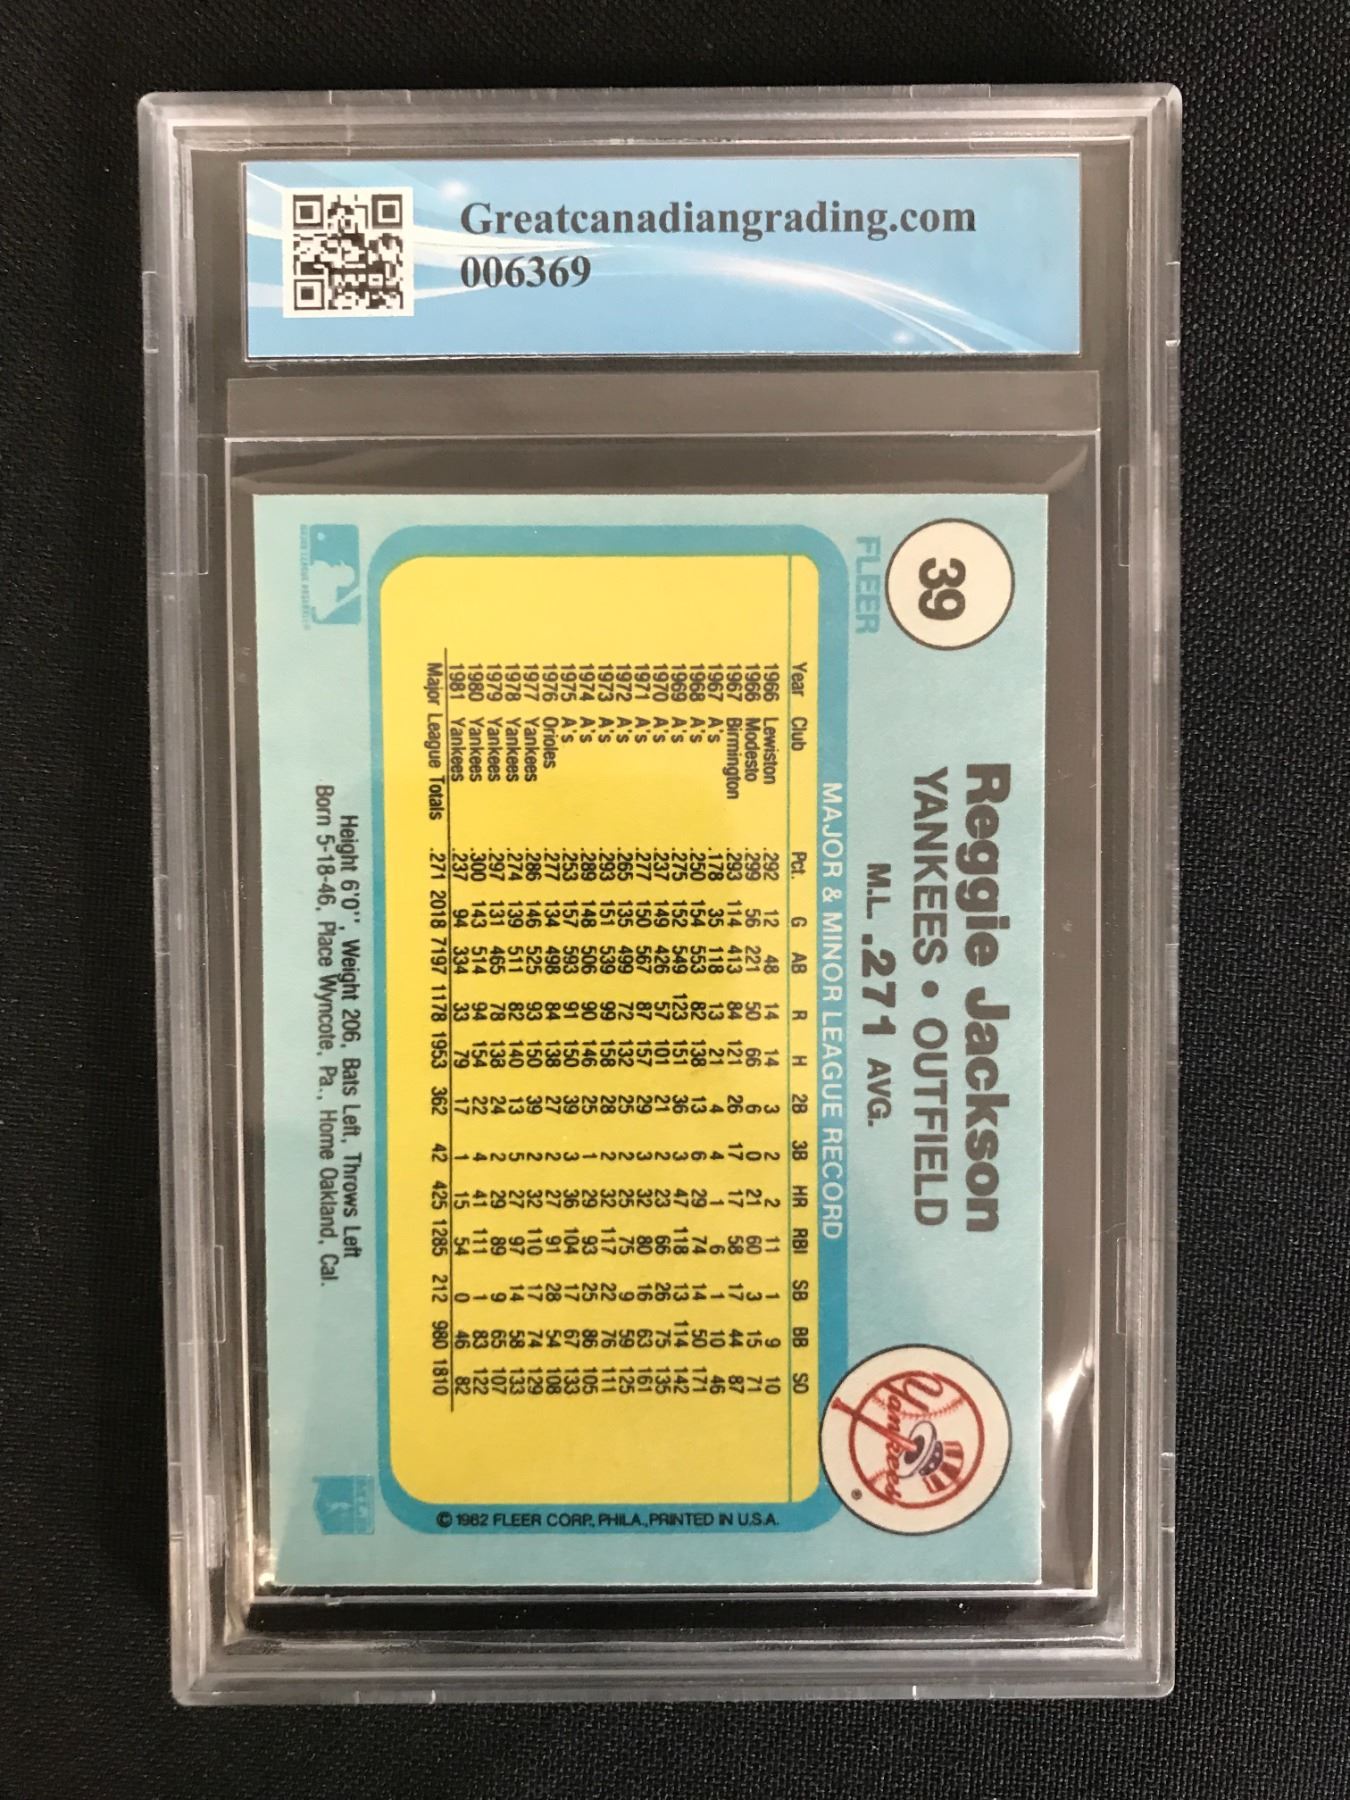 Greatcanadiangrading.com
006369
39
FLEER
Reggie Jackson
YANKEES • OUTFIELD
M.L. .271 AVG.
Yankees
®
MAJOR & MINOR LEAGUE RECORD
Year Club Pct. G AB R H 2B 3B HR RBI SB BB SO
1966 Lewiston .292 12 48 14 14 3 2 2 11 1 9 10
1966 Modesto .299 56 221 50 66 6 0 21 60 3 15 71
1967 Birmington .293 114 413 84 121 26 17 17 58 17 44 87
1967 A's .178 35 118 13 21 4 4 1 6 1 10 46
1968 A's .250 154 553 82 138 13 6 29 74 14 50 171
1969 A's .275 152 549 123 151 36 3 47 118 13 114 142
1970 A's .237 149 426 57 101 21 2 23 66 26 75 135
1971 A's .277 150 567 87 157 29 3 32 80 16 63 161
1972 A's .265 135 499 72 132 25 2 25 75 9 59 125
1973 A's .293 151 539 99 158 28 2 32 117 22 76 111
1974 A's .289 148 506 90 146 25 1 29 93 25 86 105
1975 A's .253 157 593 91 150 39 3 36 104 17 67 133
1976 Orioles .277 134 498 84 138 27 2 27 91 28 54 108
1977 Yankees .286 146 525 93 150 39 2 32 110 17 74 129
1978 Yankees .274 139 511 82 140 13 5 27 97 14 58 133
1979 Yankees .297 131 465 78 138 24 2 29 89 9 65 107
1980 Yankees .300 143 514 94 154 22 4 41 111 1 83 122
1981 Yankees .237 94 334 33 79 17 1 15 54 0 46 82
Major League Totals .271 2018 7197 1178 1953 362 42 425 1285 212 980 1810
Height 6'0", Weight 206, Bats Left, Throws Left
Born 5-18-46, Place Wyncote, Pa., Home Oakland, Cal.
MAJOR LEAGUE BASEBALL®
© 1982 FLEER CORP., PHILA., PRINTED IN U.S.A.